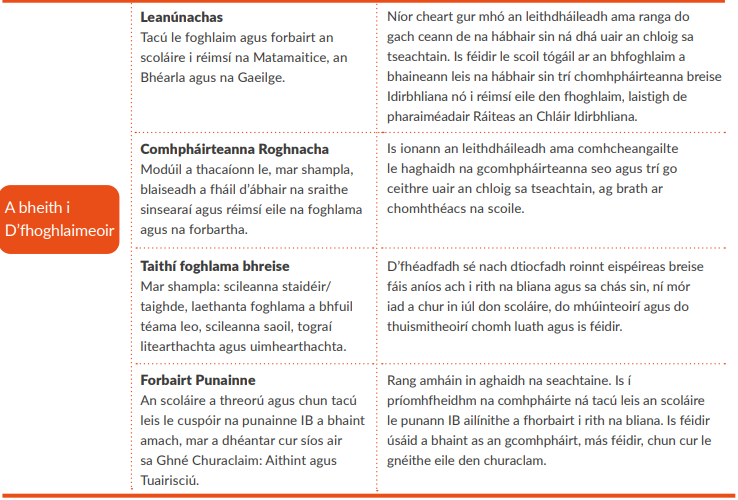 A bheith i
D'fhoghlaimeoir
Leanúnachas
Tacú le foghlaim agus forbairt an
scoláire i réimsí na Matamaitice, an
Bhéarla agus na Gaeilge.
Níor cheart gur mhó an leithdháileadh ama ranga do
gach ceann de na hábhair sin ná dhá uair an chloig sa
tseachtain. Is féidir le scoil tógáil ar an bhfoghlaim a
bhaineann leis na hábhair sin trí chomhpháirteanna breise
Idirbhliana nó i réimsí eile den fhoghlaim, laistigh de
pharaiméadair Ráiteas an Chláir Idirbhliana.
Comhpháirteanna Roghnacha
Modúil a thacaíonn le, mar shampla,
blaiseadh a fháil d'ábhair na sraithe
sinsearaí agus réimsí eile na foghlama
agus na forbartha.
Is ionann an leithdháileadh ama comhcheangailte
le haghaidh na gcomhpháirteanna seo agus trí go
ceithre uair an chloig sa tseachtain, ag brath ar
chomhthéacs na scoile.
Taithí foghlama bhreise
Mar shampla: scileanna staidéir/
taighde, laethanta foghlama a bhfuil
téama leo, scileanna saoil, tograí
litearthachta agus uimhearthachta.
D'fhéadfadh sé nach dtiocfadh roinnt eispéireas breise
fáis aníos ach i rith na bliana agus sa chás sin, ní mór
iad a chur in iúl don scoláire, do mhúinteoirí agus do
thuismitheoirí chomh luath agus is féidir.
Forbairt Punainne
An scoláire a threorú agus chun tacú
leis le cuspóir na punainne IB a bhaint
amach, mar a dhéantar cur síos air
sa Ghné Churaclaim: Aithint agus
Tuairisciú.
Rang amháin in aghaidh na seachtaine. Is í
príomhfheidhm na comhpháirte ná tacú leis an scoláire
le punann IB ailínithe a fhorbairt i rith na bliana. Is féidir
úsáid a bhaint as an gcomhpháirt, más féidir, chun cur le
gnéithe eile den churaclam.